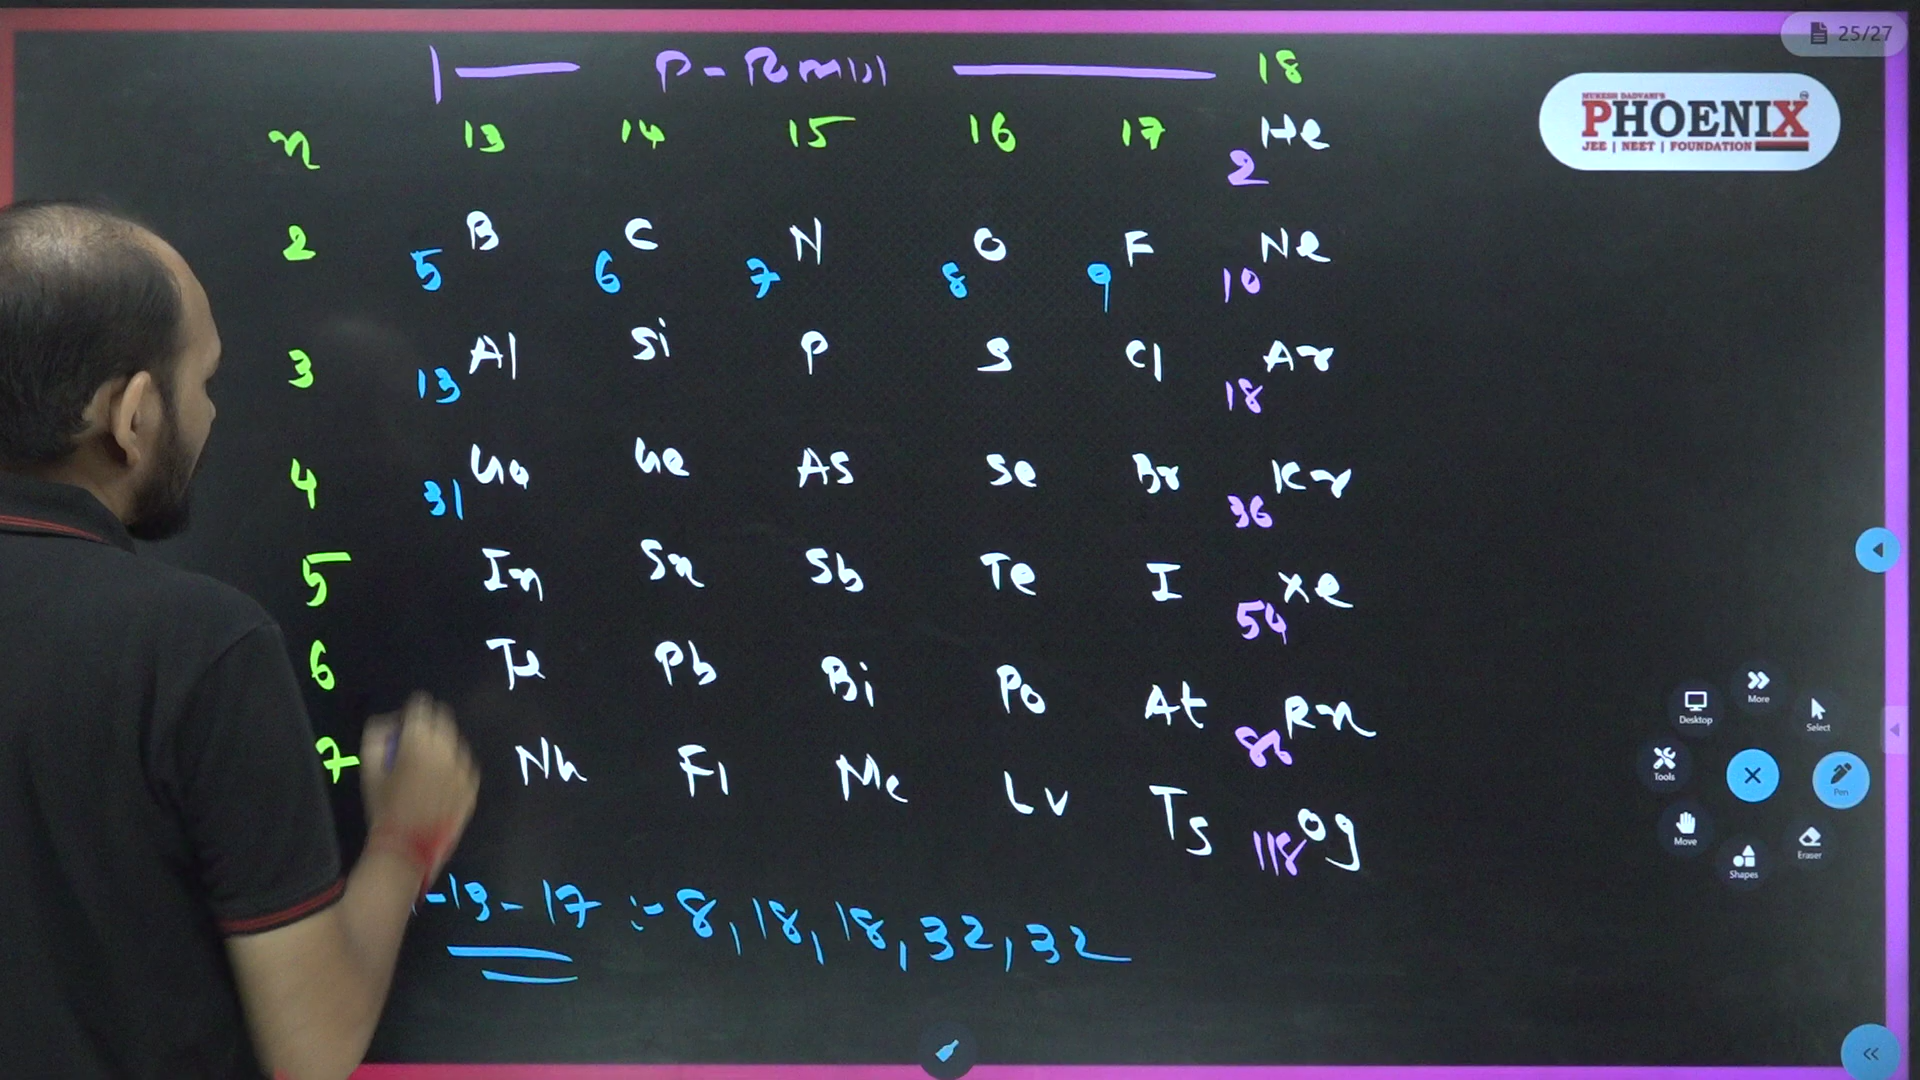 25/27
P-Block 18
MUKESH DADVANI'S
PHOENIX
JEE | NEET | FOUNDATION
n 13 14 15 16 17 He 2
2 5 B 6 C 7 N 8 O 9 F 10 Ne
3 13 Al Si P S Cl 18 Ar
4 31 Ga Ge As Se Br 36 Kr
5 In Sn Sb Te I 54 Xe
6 Tl Pb Bi Po At 86 Rn
7 Nh Fl Mc Lv Ts 118 Og
-13-17 :- 8, 18, 18, 32, 32
More
Desktop
Select
Tools
Pen
Move
Eraser
Shapes